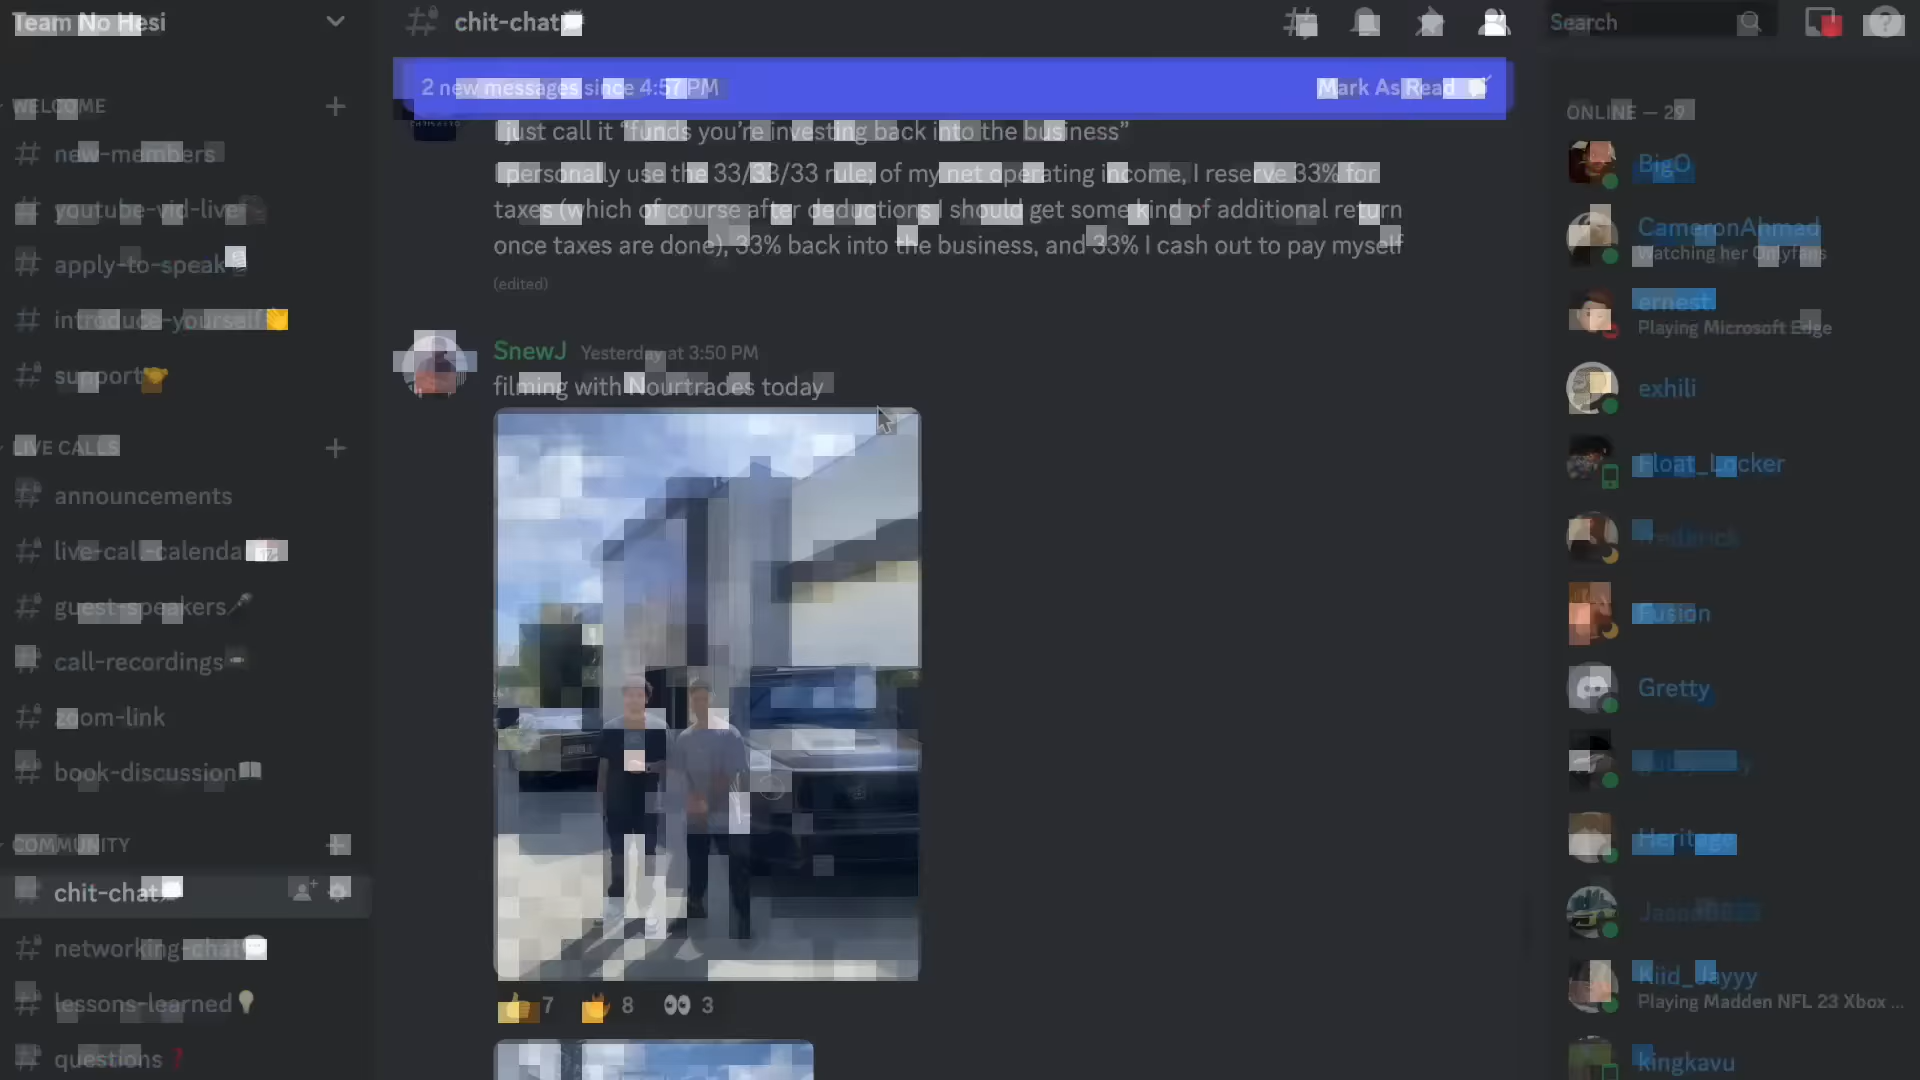 Team No Hesi
chit-chat
Search
2 new messages since 4:57 PM
Mark As Read
WELCOME
new-members
youtube-vid-live
apply-to-speak
introduce-yourself
support
LIVE CALLS
announcements
live-call-calenda
guest-speakers
call-recordings
zoom-link
book-discussion
COMMUNITY
chit-chat
networking-chat
lessons-learned
questions
I just call it “funds you’re investing back into the business”
I personally use the 33/33/33 rule; of my net operating income, I reserve 33% for
taxes (which of course after deductions I should get some kind of additional return
once taxes are done), 33% back into the business, and 33% I cash out to pay myself
(edited)
SnewJ Yesterday at 3:50 PM
filming with Nourtrades today
7 8 3
ONLINE — 29
BigO
CameronAhmad
Watching her Onlyfans
ernest
Playing Microsoft Edge
exhili
Float_Locker
frederick
Fusion
Gretty
Heritage
Kiid_Jayyy
Playing Madden NFL 23 Xbox ...
kingkavu